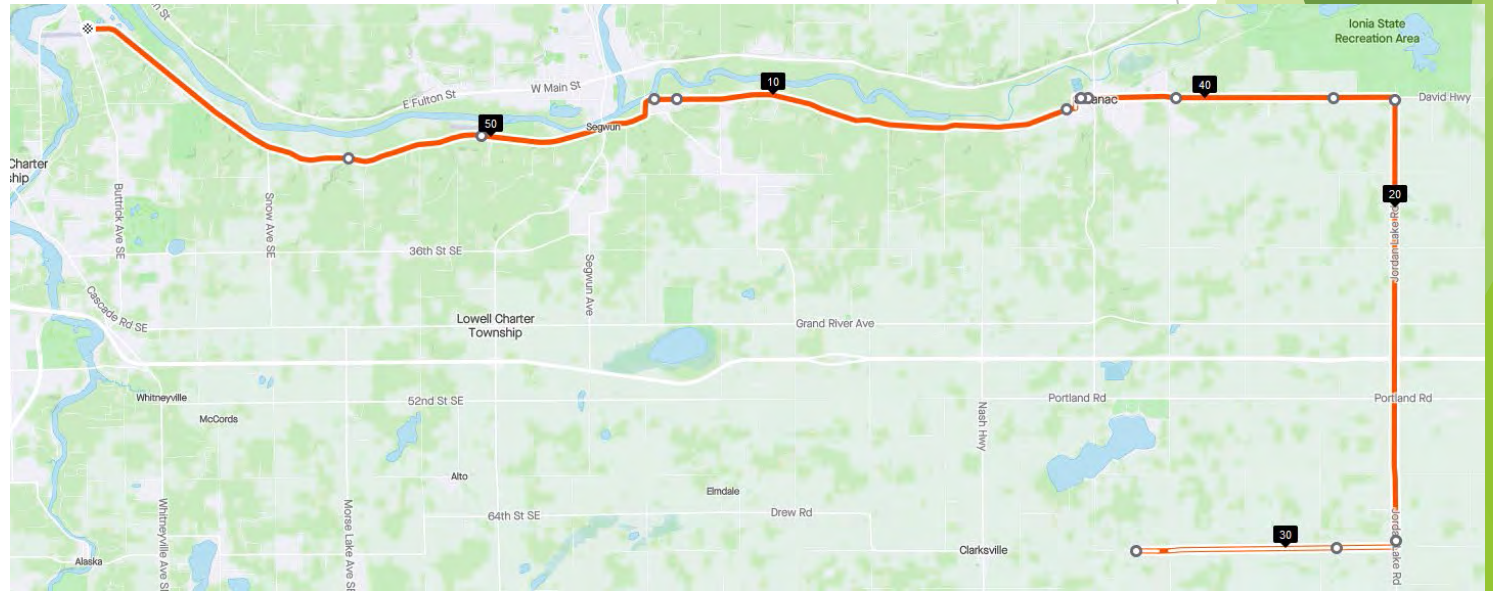 n St
Ionia State
Recreation Area
10
W Main St
40
E Fulton St
anac
David Hwy
50
Segwun
Charter
ship
Buttrick Ave SE
Snow Ave SE
20
Jordan Lake Rd
36th St SE
Segwun Ave
Cascade Rd SE
Lowell Charter
Township
Grand River Ave
Whitneyville
52nd St SE
Nash Hwy
Portland Rd
Portland Rd
McCords
Alto
Elmdale
64th St SE
Drew Rd
Whitneyville Ave SE
Morse Lake Ave SE
30
Jordan Lake Rd
Clarksville
Alaska